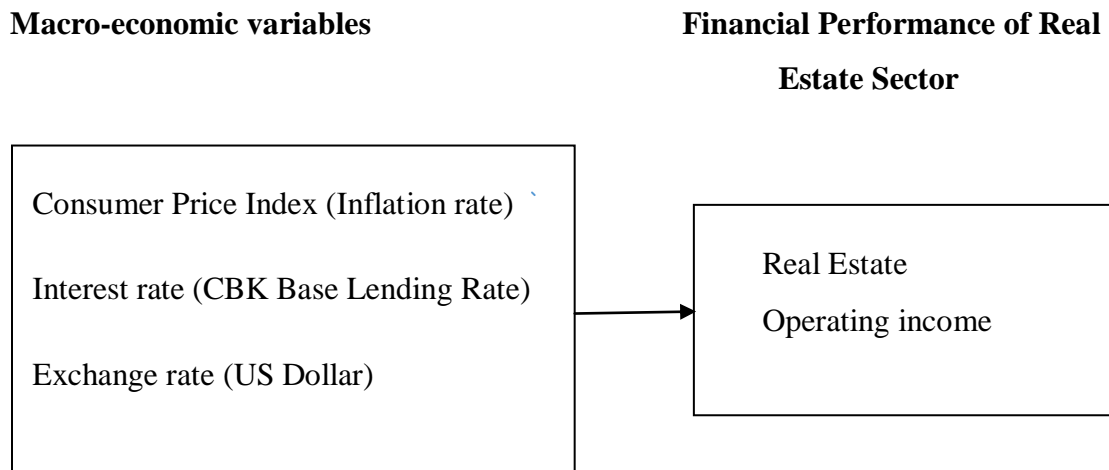 Macro-economic variables
Financial Performance of Real
Estate Sector
Consumer Price Index (Inflation rate) `
Interest rate (CBK Base Lending Rate)
Exchange rate (US Dollar)
Real Estate
Operating income